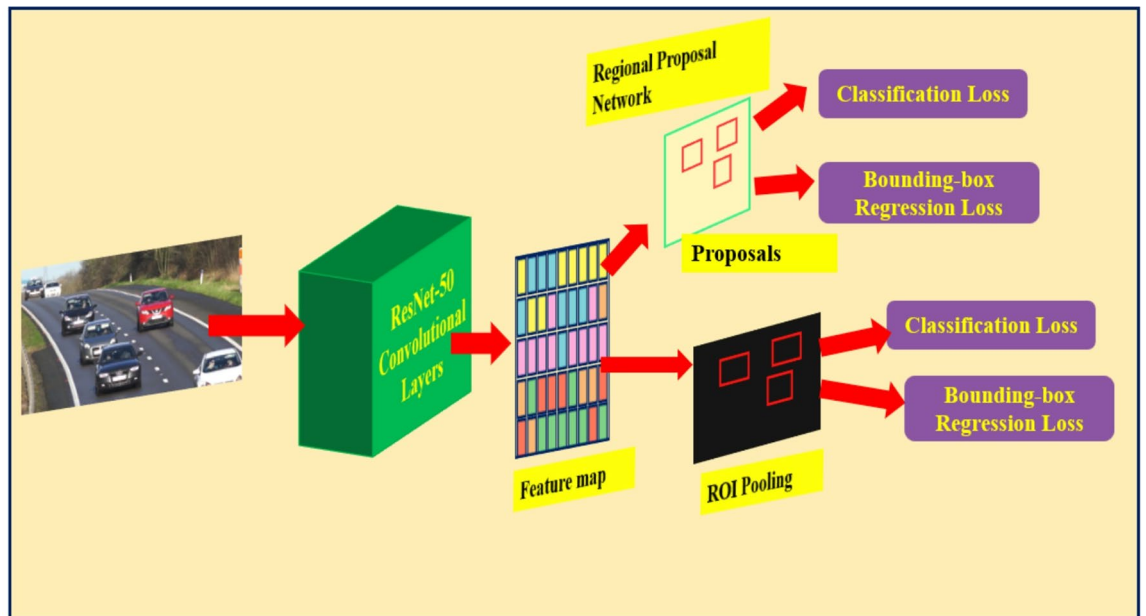 Regional Proposal
Network
Classification Loss
Bounding-box
Regression Loss
Proposals
ResNet-50
Convolutional
Layers
Classification Loss
Bounding-box
Regression Loss
Feature map
ROI Pooling